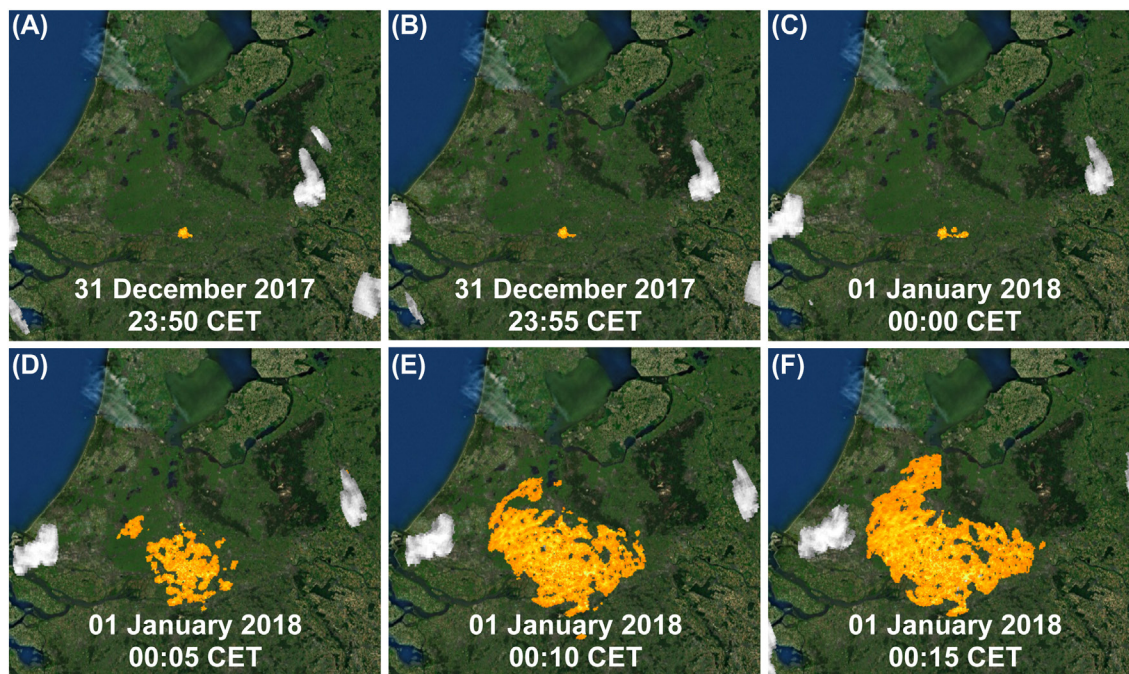 (A)
31 December 2017
23:50 CET
(B)
31 December 2017
23:55 CET
(C)
01 January 2018
00:00 CET
(D)
01 January 2018
00:05 CET
(E)
01 January 2018
00:10 CET
(F)
01 January 2018
00:15 CET